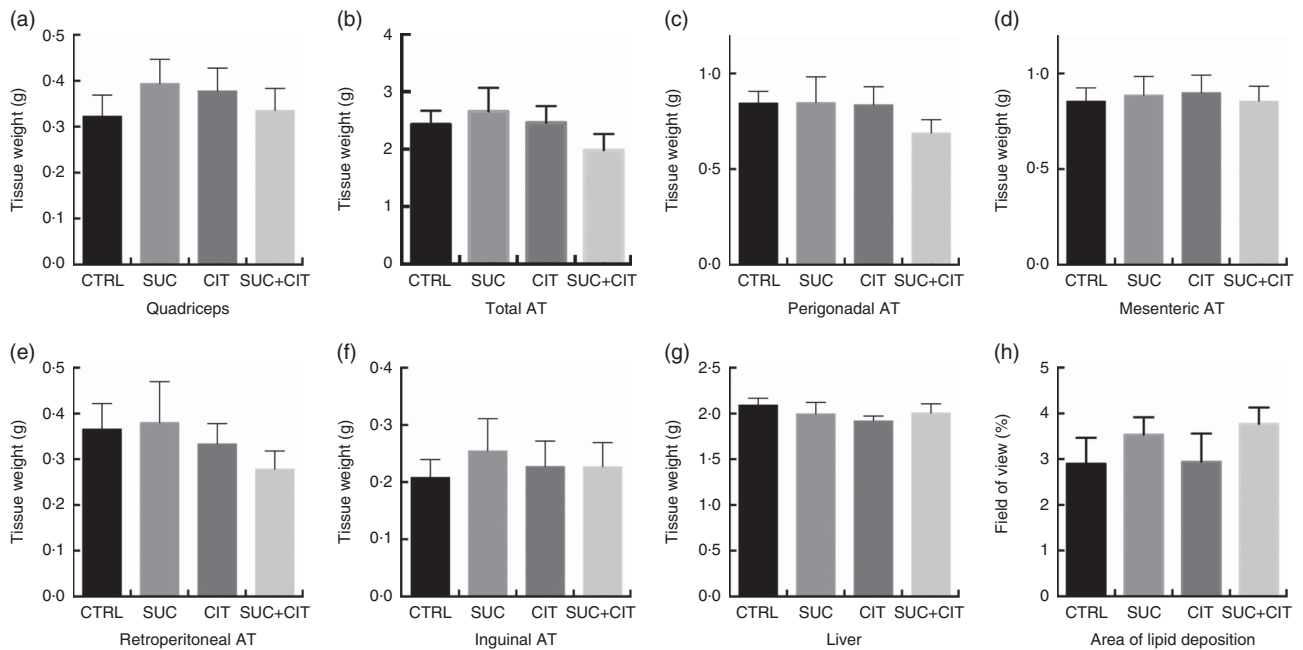 (a)
Tissue weight (g)
0·5
0·4
0·3
0·2
0·1
0·0
CTRL SUC CIT SUC+CIT
Quadriceps
(b)
Tissue weight (g)
4
3
2
1
0
CTRL SUC CIT SUC+CIT
Total AT
(c)
Tissue weight (g)
1·0
0·5
0·0
CTRL SUC CIT SUC+CIT
Perigonadal AT
(d)
Tissue weight (g)
1·0
0·5
0·0
CTRL SUC CIT SUC+CIT
Mesenteric AT
(e)
Tissue weight (g)
0·5
0·4
0·3
0·2
0·1
0·0
CTRL SUC CIT SUC+CIT
Retroperitoneal AT
(f)
Tissue weight (g)
0·4
0·3
0·2
0·1
0·0
CTRL SUC CIT SUC+CIT
Inguinal AT
(g)
Tissue weight (g)
2·5
2·0
1·5
1·0
0·5
0·0
CTRL SUC CIT SUC+CIT
Liver
(h)
Field of view (%)
5
4
3
2
1
0
CTRL SUC CIT SUC+CIT
Area of lipid deposition